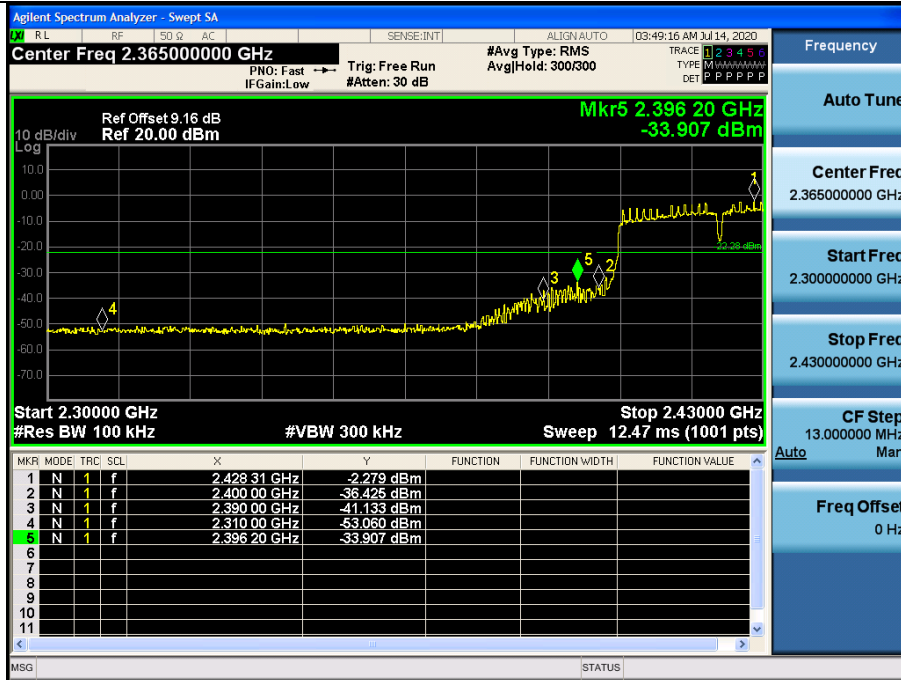 Agilent Spectrum Analyzer - Swept SA
LXI RL RF 50 Ω AC SENSE:INT ALIGN AUTO 03:49:16 AM Jul 14, 2020
Center Freq 2.365000000 GHz
PNO: Fast
IFGain:Low
Trig: Free Run
#Atten: 30 dB
#Avg Type: RMS
Avg|Hold: 300/300
TRACE 1 2 3 4 5 6
TYPE M
DET P P P P P P
Frequency
Auto Tune
Center Freq
2.365000000 GHz
Start Freq
2.300000000 GHz
Stop Freq
2.430000000 GHz
CF Step
13.000000 MHz
Auto Man
Freq Offset
0 Hz
Mkr5 2.396 20 GHz
-33.907 dBm
Ref Offset 9.16 dB
10 dB/div Ref 20.00 dBm
Log
10.0
0.00
-10.0
-20.0
-30.0
-40.0
-50.0
-60.0
-70.0
1
22.28 dBm
5
2
3
4
Start 2.30000 GHz Stop 2.43000 GHz
#Res BW 100 kHz #VBW 300 kHz Sweep 12.47 ms (1001 pts)
MKR MODE TRC SCL X Y FUNCTION FUNCTION WIDTH FUNCTION VALUE
1 N 1 f 2.428 31 GHz -2.279 dBm
2 N 1 f 2.400 00 GHz -36.425 dBm
3 N 1 f 2.390 00 GHz -41.133 dBm
4 N 1 f 2.310 00 GHz -53.060 dBm
5 N 1 f 2.396 20 GHz -33.907 dBm
6
7
8
9
10
11
MSG STATUS